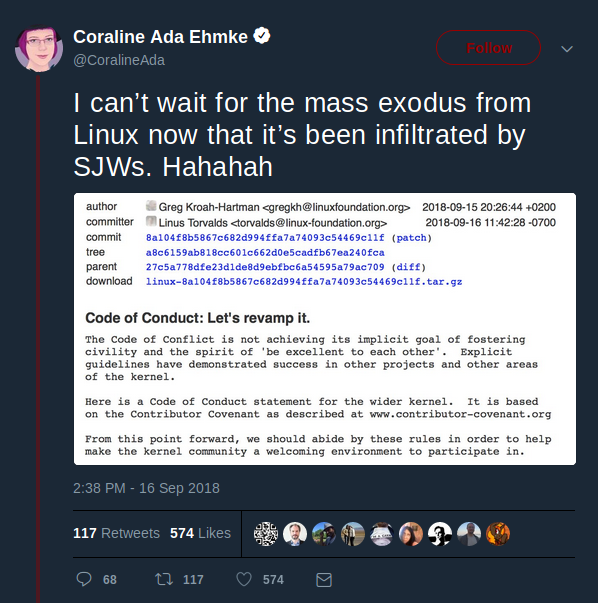 Coraline Ada Ehmke
@CoralineAda
Follow
I can’t wait for the mass exodus from
Linux now that it’s been infiltrated by
SJWs. Hahahah
author Greg Kroah-Hartman <gregkh@linuxfoundation.org> 2018-09-15 20:26:44 +0200
committer Linus Torvalds <torvalds@linux-foundation.org> 2018-09-16 11:42:28 -0700
commit 8a104f8b5867c682d994ffa7a74093c54469c11f (patch)
tree a8c6159ab818cc601c662d0e5cadfb67ea240fca
parent 27c5a778dfe23d1de8d9ebfbc6a54595a79ac709 (diff)
download linux-8a104f8b5867c682d994ffa7a74093c54469c11f.tar.gz
Code of Conduct: Let's revamp it.
The Code of Conflict is not achieving its implicit goal of fostering
civility and the spirit of 'be excellent to each other'. Explicit
guidelines have demonstrated success in other projects and other areas
of the kernel.
Here is a Code of Conduct statement for the wider kernel. It is based
on the Contributor Covenant as described at www.contributor-covenant.org
From this point forward, we should abide by these rules in order to help
make the kernel community a welcoming environment to participate in.
2:38 PM - 16 Sep 2018
117 Retweets 574 Likes
68 117 574